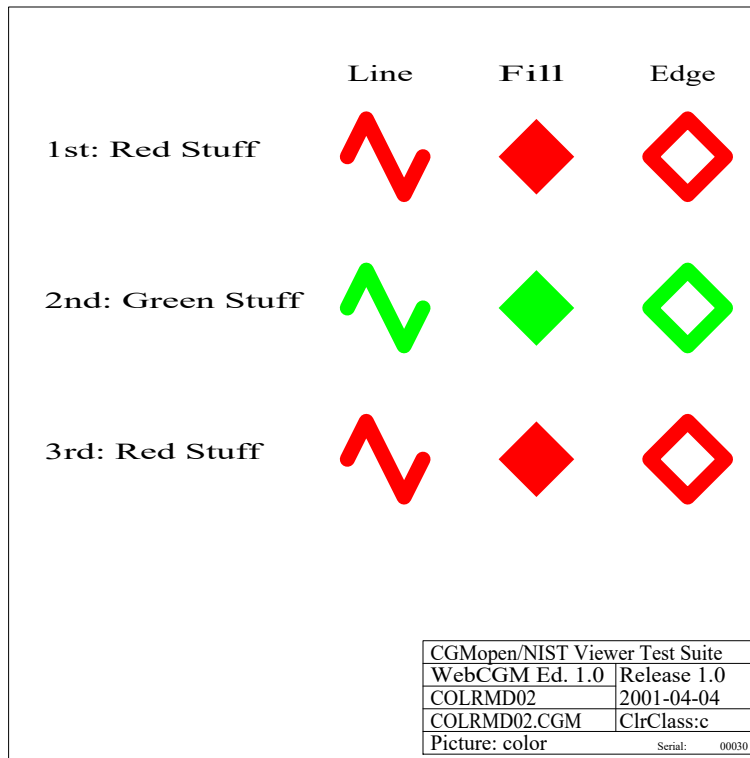 Line Fill Edge
1st: Red Stuff
2nd: Green Stuff
3rd: Red Stuff
CGMopen/NIST Viewer Test Suite
WebCGM Ed. 1.0 Release 1.0
COLRMD02 2001-04-04
COLRMD02.CGM ClrClass:c
Picture: color Serial: 00030